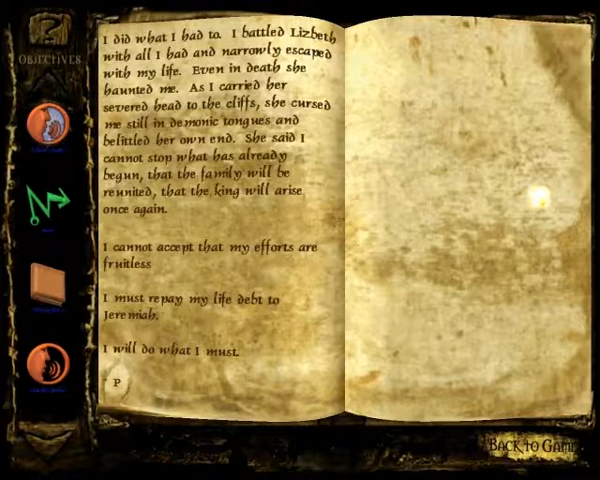 OBJECTIVES
I did what I had to. I battled Lizbeth
with all I had and narrowly escaped
with my life. Even in death she
haunted me. As I carried her
severed head to the cliffs, she cursed
me still in demonic tongues and
belittled her own end. She said I
cannot stop what has already
begun, that the family will be
reunited, that the king will arise
once again.
I cannot accept that my efforts are
fruitless
I must repay my life debt to
Jeremiah.
I will do what I must.
P
BACK TO GAME